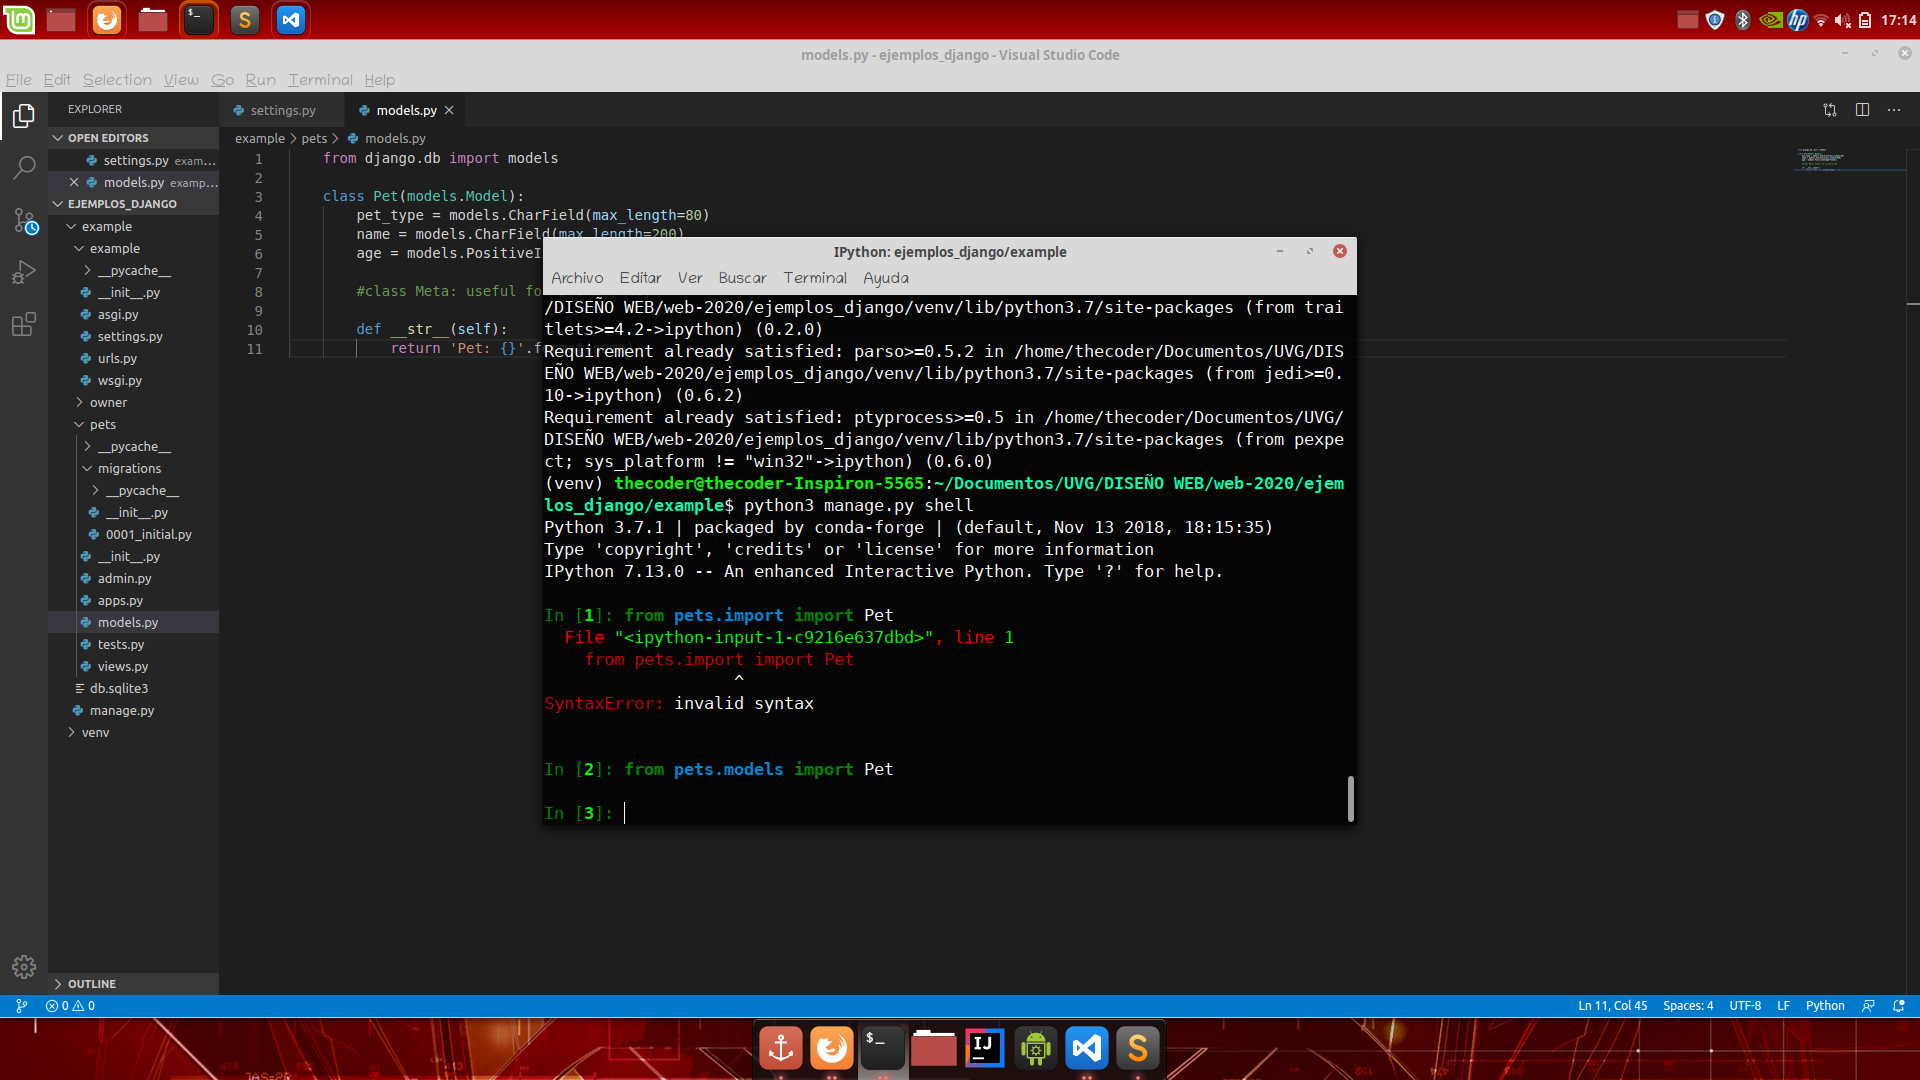 17:14
models.py - ejemplos_django - Visual Studio Code
File Edit Selection View Go Run Terminal Help
EXPLORER
OPEN EDITORS
settings.py exam...
models.py examp...
EJEMPLOS_DJANGO
example
example
__pycache__
__init__.py
asgi.py
settings.py
urls.py
wsgi.py
owner
pets
__pycache__
migrations
__pycache__
__init__.py
0001_initial.py
__init__.py
admin.py
apps.py
models.py
tests.py
views.py
db.sqlite3
manage.py
venv
OUTLINE
settings.py
models.py
example > pets > models.py
1 from django.db import models
2
3 class Pet(models.Model):
4 pet_type = models.CharField(max_length=80)
5 name = models.CharField(max_length=200)
6 age = models.PositiveI
7
8 #class Meta: useful fo
9
10 def __str__(self):
11 return 'Pet: {}'.f
IPython: ejemplos_django/example
Archivo Editar Ver Buscar Terminal Ayuda
/DISEÑO WEB/web-2020/ejemplos_django/venv/lib/python3.7/site-packages (from trai
tlets>=4.2->ipython) (0.2.0)
Requirement already satisfied: parso>=0.5.2 in /home/thecoder/Documentos/UVG/DIS
EÑO WEB/web-2020/ejemplos_django/venv/lib/python3.7/site-packages (from jedi>=0.
10->ipython) (0.6.2)
Requirement already satisfied: ptyprocess>=0.5 in /home/thecoder/Documentos/UVG/
DISEÑO WEB/web-2020/ejemplos_django/venv/lib/python3.7/site-packages (from pexpe
ct; sys_platform != "win32"->ipython) (0.6.0)
(venv) thecoder@thecoder-Inspiron-5565:~/Documentos/UVG/DISEÑO WEB/web-2020/ejem
los_django/example$ python3 manage.py shell
Python 3.7.1 | packaged by conda-forge | (default, Nov 13 2018, 18:15:35)
Type 'copyright', 'credits' or 'license' for more information
IPython 7.13.0 -- An enhanced Interactive Python. Type '?' for help.
In [1]: from pets.import import Pet
File "<ipython-input-1-c9216e637dbd>", line 1
from pets.import import Pet
^
SyntaxError: invalid syntax
In [2]: from pets.models import Pet
In [3]:
0 0
Ln 11, Col 45 Spaces: 4 UTF-8 LF Python